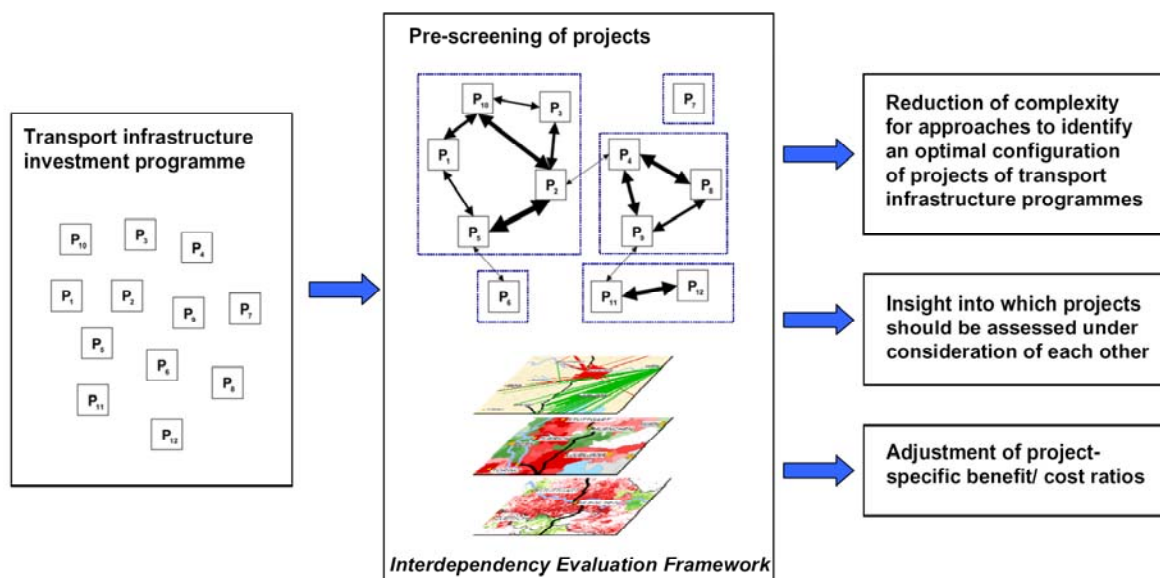 Transport infrastructure
investment programme
P10
P3
P4
P1
P2
P9
P7
P5
P6
P8
P11
P12
Pre-screening of projects
P10
P3
P7
P1
P2
P4
P8
P5
P9
P6
P11
P12
Interdependency Evaluation Framework
Reduction of complexity
for approaches to identify
an optimal configuration
of projects of transport
infrastructure programmes
Insight into which projects
should be assessed under
consideration of each other
Adjustment of project-
specific benefit/ cost ratios